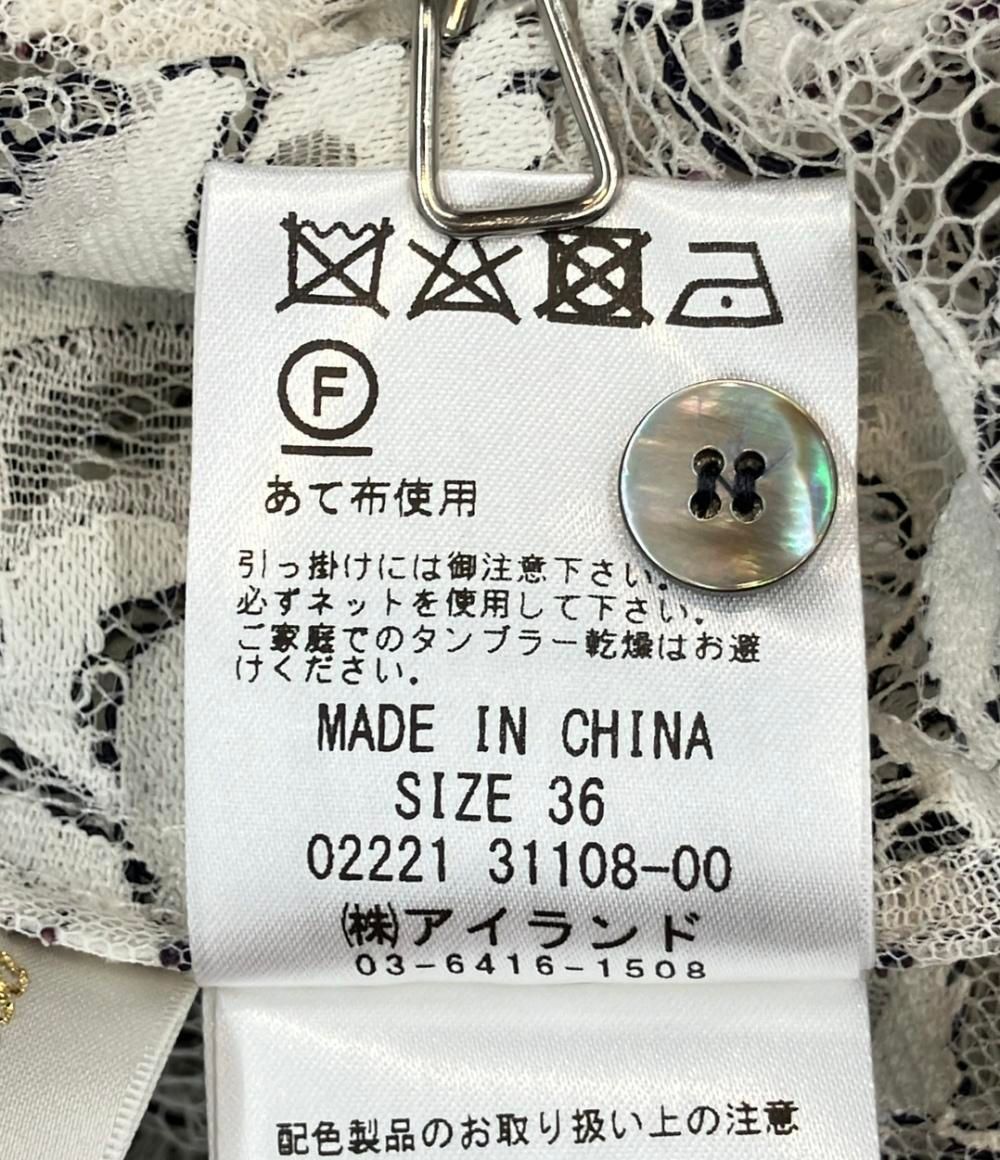 F
あて布使用
引っ掛けには御注意下さい.
必ずネットを使用して下さい.
ご家庭でのタンブラー乾燥はお避
けください.
MADE IN CHINA
SIZE 36
02221 31108-00
㈱アイランド
03-6416-1508
配色製品のお取り扱い上の注意